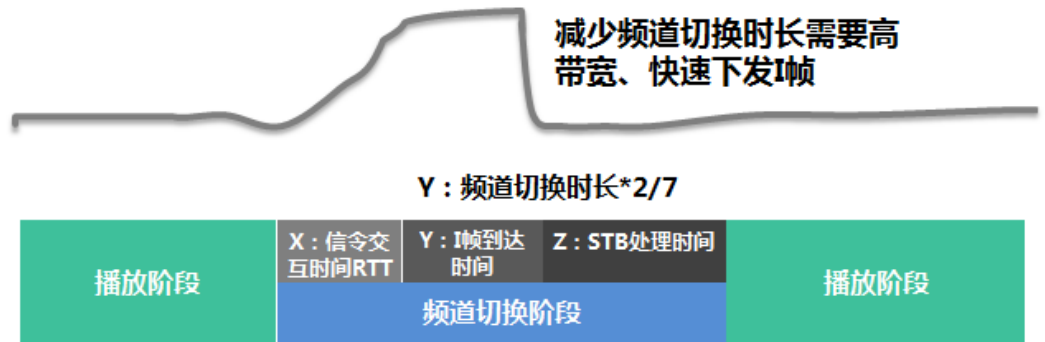 减少频道切换时长需要高
带宽、快速下发I帧
Y：频道切换时长*2/7
播放阶段
X：信令交
互时间RTT
Y：I帧到达
时间
Z：STB处理时间
频道切换阶段
播放阶段